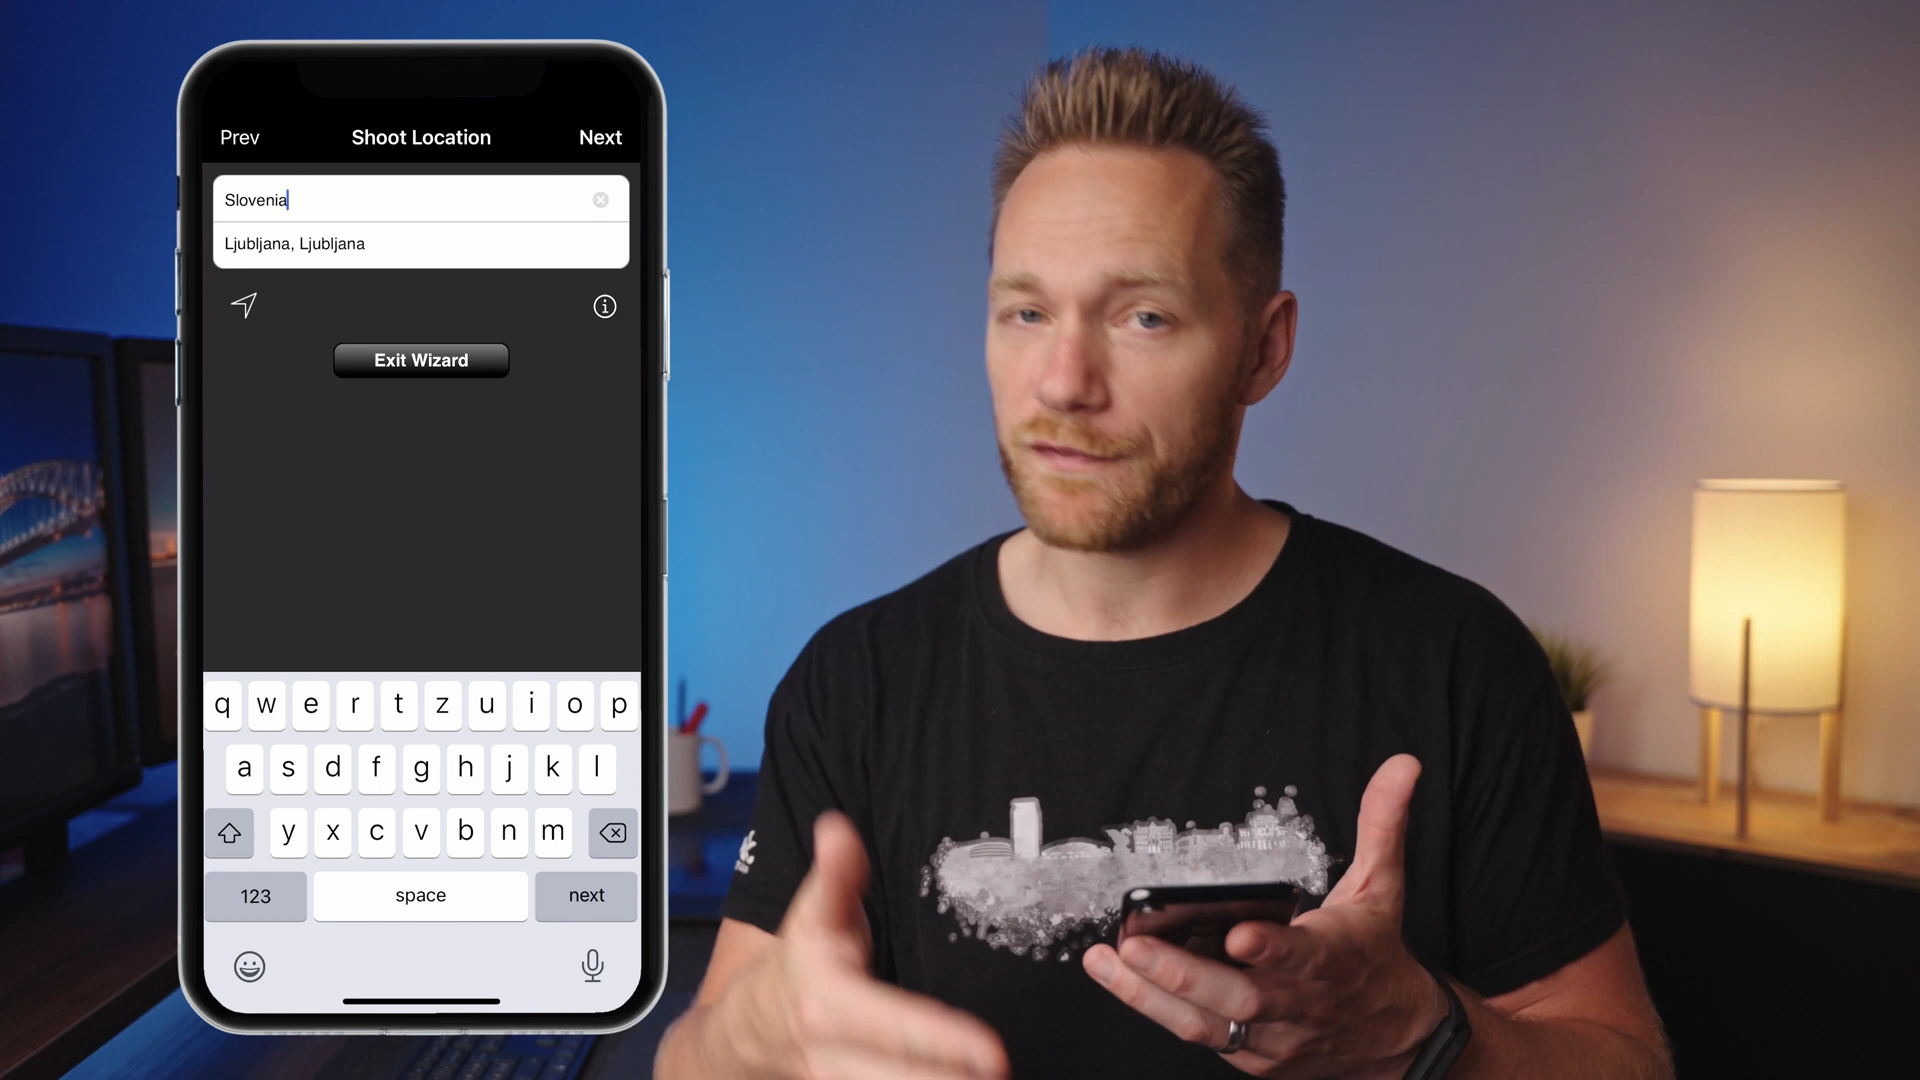 Prev Shoot Location Next
Slovenia
Ljubljana, Ljubljana
Exit Wizard
q w e r t z u i o p
a s d f g h j k l
y x c v b n m
123 space next